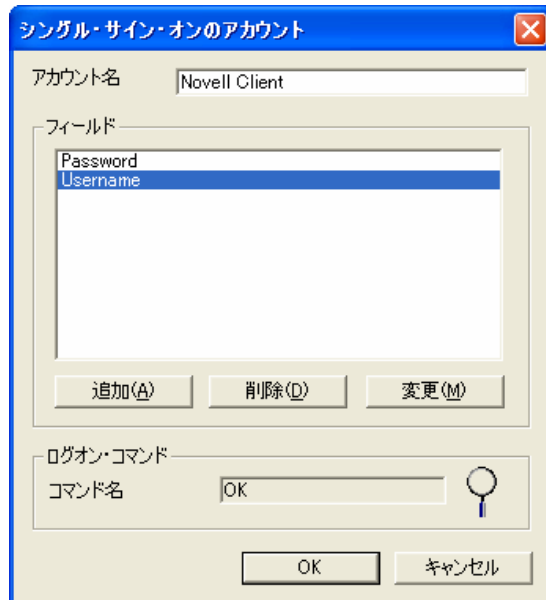 シングル・サイン・オンのアカウント
アカウント名 Novell Client
フィールド
Password
Username
追加(A) 削除(D) 変更(M)
ログオン・コマンド
コマンド名 OK
OK キャンセル